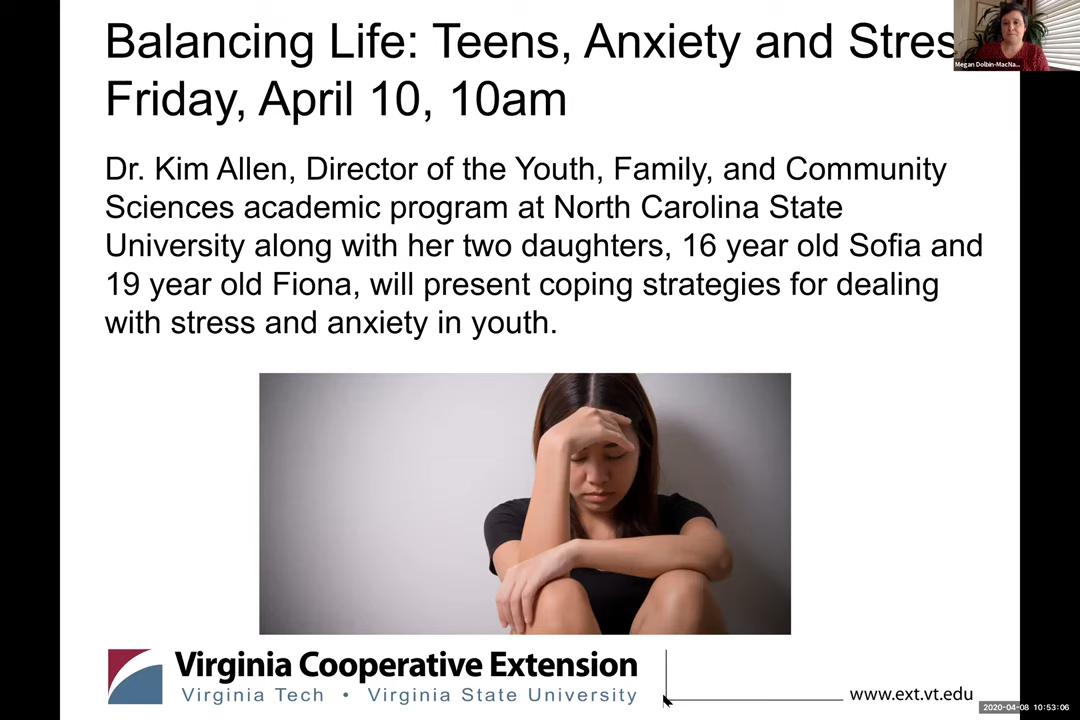 Balancing Life: Teens, Anxiety and Stres
Friday, April 10, 10am
Megan Dolbin-MacNa...
Dr. Kim Allen, Director of the Youth, Family, and Community
Sciences academic program at North Carolina State
University along with her two daughters, 16 year old Sofia and
19 year old Fiona, will present coping strategies for dealing
with stress and anxiety in youth.
Virginia Cooperative Extension
Virginia Tech • Virginia State University
www.ext.vt.edu
2020-04-08 10:53:06